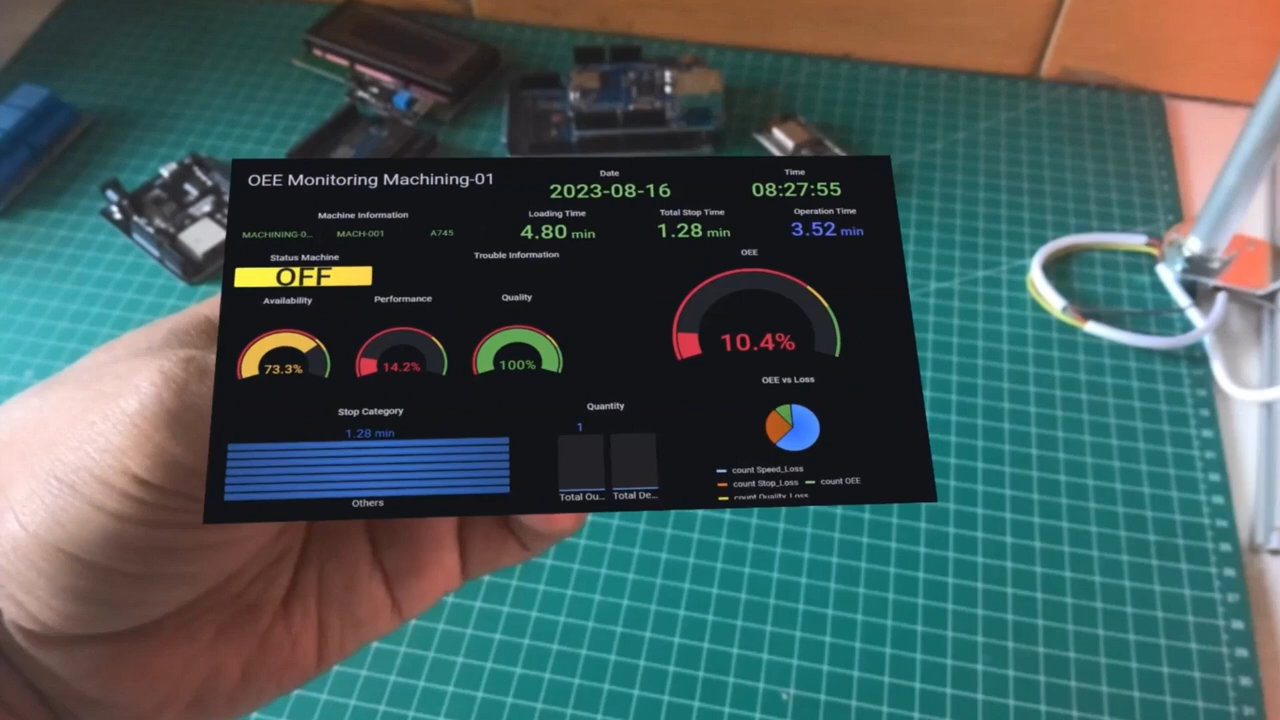 OEE Monitoring Machining-01
Date
2023-08-16
Time
08:27:55
Machine Information
MACHINING-0...
MACH-001
A745
Loading Time
4.80 min
Total Stop Time
1.28 min
Operation Time
3.52 min
Status Machine
OFF
Trouble Information
OEE
10.4%
Availability
73.3%
Performance
14.2%
Quality
100%
Stop Category
1.28 min
Others
Quantity
1
Total Ou...
Total De...
OEE vs Loss
count Speed_Loss
count Stop_Loss
count OEE
count Quality_Loss